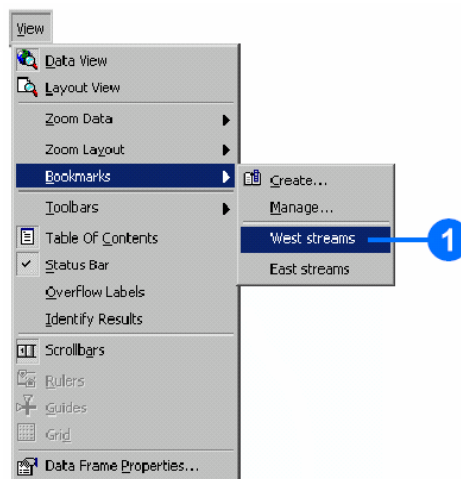 View
Data View
Layout View
Zoom Data
Zoom Layout
Bookmarks
Create...
Manage...
West streams
1
East streams
Toolbars
Table Of Contents
Status Bar
Overflow Labels
Identify Results
Scrollbars
Rulers
Guides
Grid
Data Frame Properties...